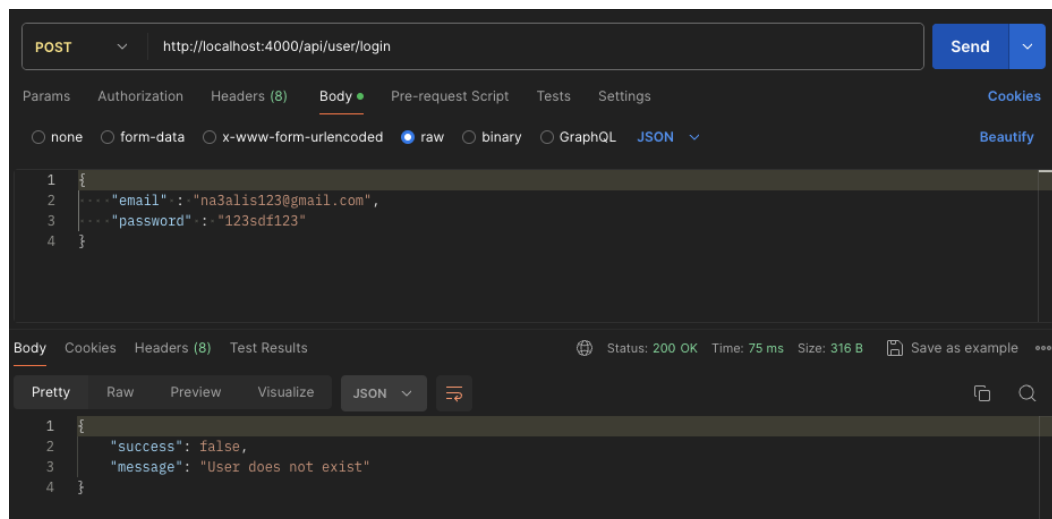 POST http://localhost:4000/api/user/login Send
Params Authorization Headers (8) Body Pre-request Script Tests Settings Cookies
none form-data x-www-form-urlencoded raw binary GraphQL JSON Beautify
1 {
2 "email" : "na3alis123@gmail.com",
3 "password" : "123sdf123"
4 }
Body Cookies Headers (8) Test Results Status: 200 OK Time: 75 ms Size: 316 B Save as example
Pretty Raw Preview Visualize JSON
1 {
2 "success": false,
3 "message": "User does not exist"
4 }